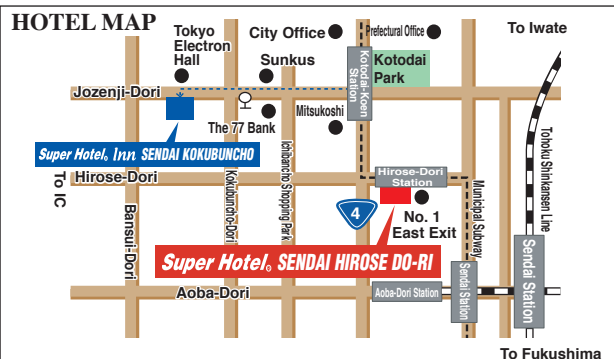 HOTEL MAP
Tokyo
Electron
Hall
City Office
Prefectural Office
To Iwate
Sunkus
Kotodai-Koen
Station
Kotodai
Park
Jozenji-Dori
The 77 Bank
Mitsukoshi
Super Hotel® Inn SENDAI KOKUBUNCHO
Tohoku Shinkansen Line
To IC
Hirose-Dori
Bansui-Dori
Kokubuncho-Dori
Ichibancho Shopping Park
Hirose-Dori
Station
4
No. 1
East Exit
Municipal Subway
Super Hotel® SENDAI HIROSE DO-RI
Aoba-Dori
Aoba-Dori Station
Sendai Station
Sendai Station
To Fukushima